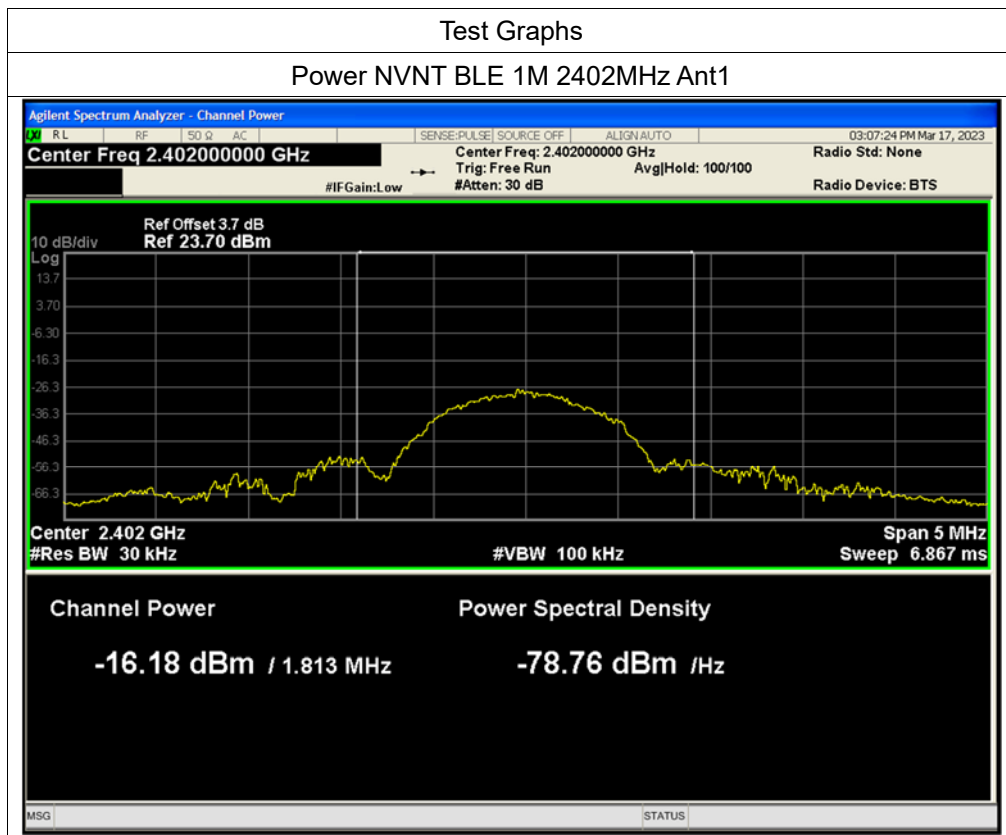 Test Graphs
Power NVNT BLE 1M 2402MHz Ant1
Agilent Spectrum Analyzer - Channel Power
LXI RL RF 50 Ω AC SENSE:PULSE SOURCE OFF ALIGN AUTO 03:07:24 PM Mar 17, 2023
Center Freq 2.402000000 GHz Center Freq: 2.402000000 GHz Radio Std: None
Trig: Free Run Avg|Hold: 100/100
#IFGain:Low #Atten: 30 dB Radio Device: BTS
Ref Offset 3.7 dB
10 dB/div Ref 23.70 dBm
Log
13.7
3.70
-6.30
-16.3
-26.3
-36.3
-46.3
-56.3
-66.3
Center 2.402 GHz Span 5 MHz
#Res BW 30 kHz #VBW 100 kHz Sweep 6.867 ms
Channel Power Power Spectral Density
-16.18 dBm / 1.813 MHz -78.76 dBm /Hz
MSG STATUS